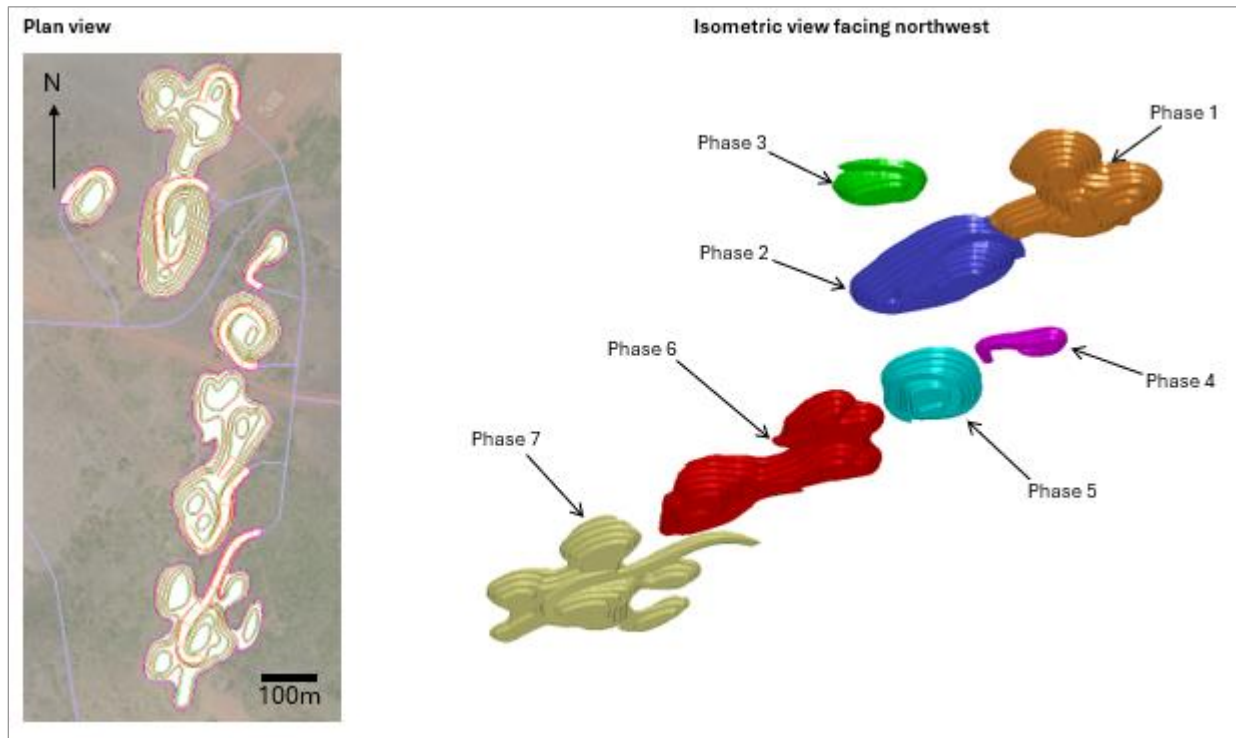 Plan view
Isometric view facing northwest
N
Phase 1
Phase 3
Phase 2
Phase 6
Phase 4
Phase 7
Phase 5
100m